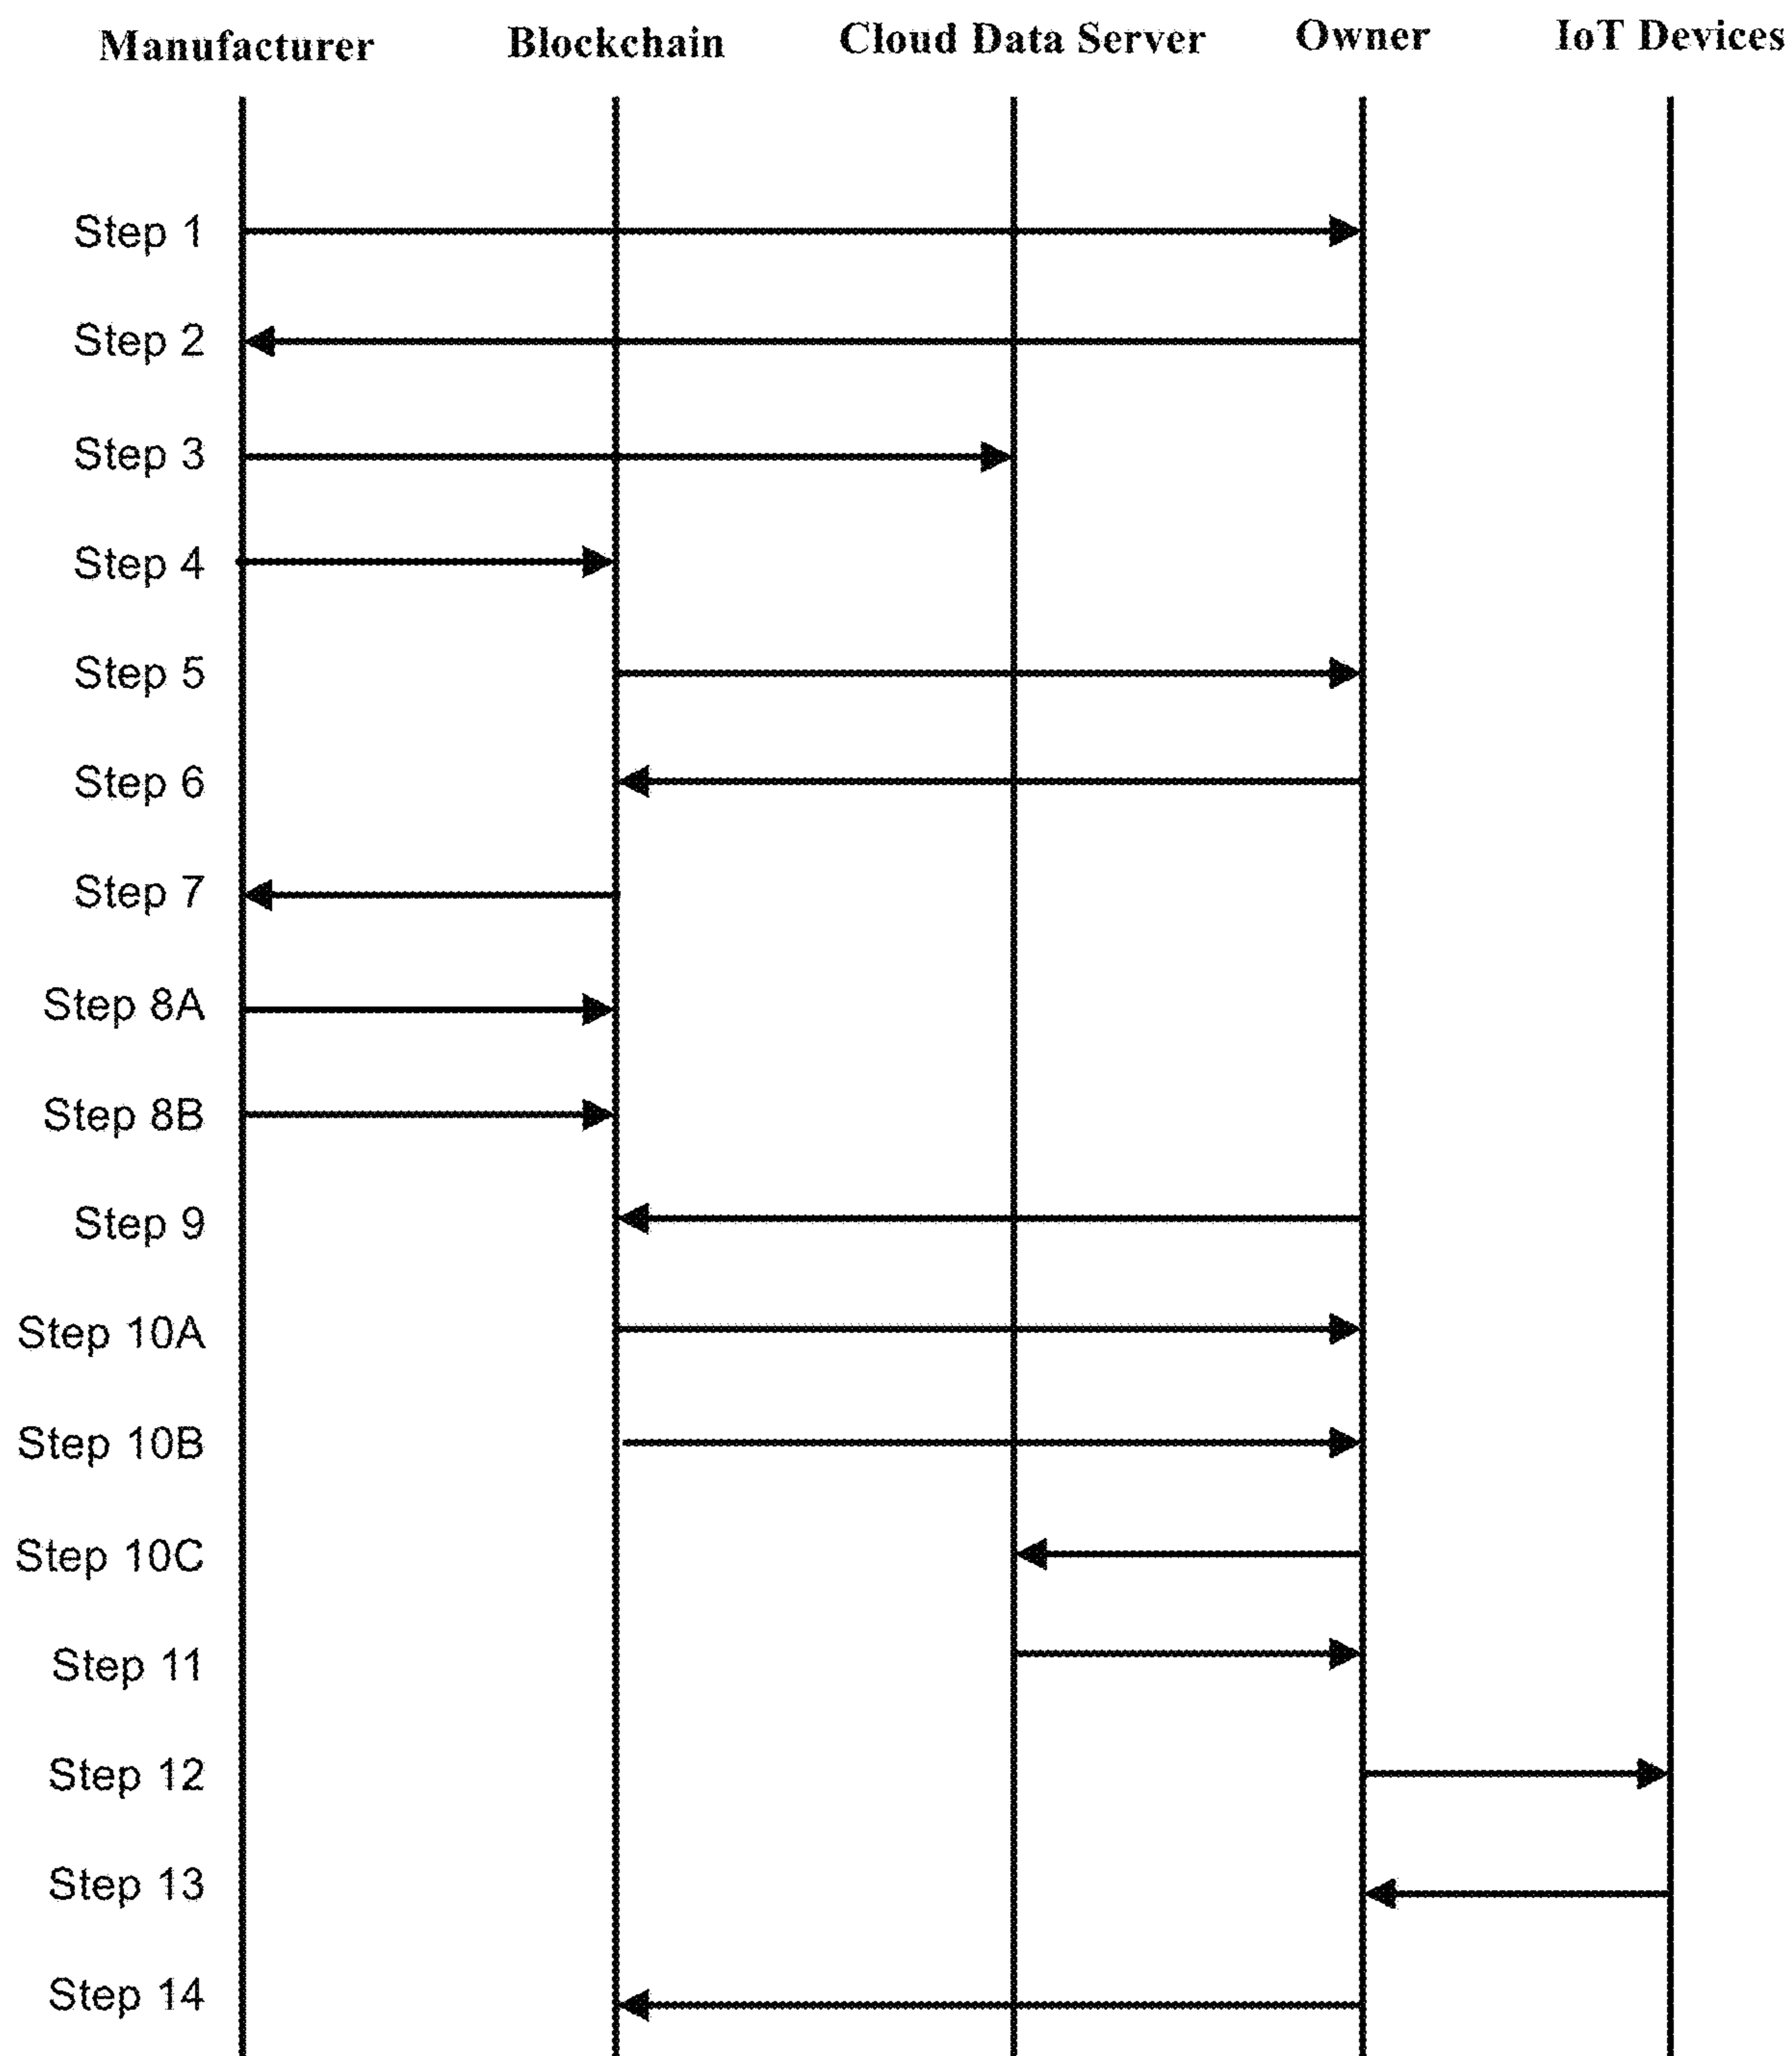 Manufacturer Blockchain Cloud Data Server Owner IoT Devices
Step 1
Step 2
Step 3
Step 4
Step 5
Step 6
Step 7
Step 8A
Step 8B
Step 9
Step 10A
Step 10B
Step 10C
Step 11
Step 12
Step 13
Step 14